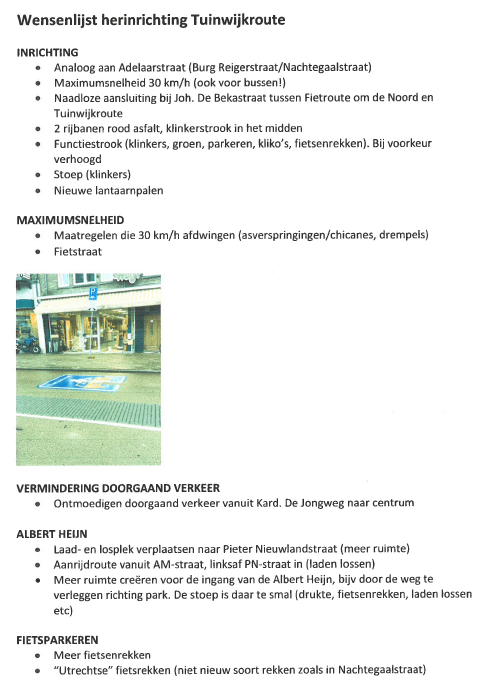 Wensenlijst herinrichting Tuinwijkroute
INRICHTING
• Analoog aan Adelaarstraat (Burg Reigerstraat/Nachtegaalstraat)
• Maximumsnelheid 30 km/h (ook voor bussen!)
• Naadloze aansluiting bij Joh. De Bekastraat tussen Fietroute om de Noord en
Tuinwijkroute
• 2 rijbanen rood asfalt, klinkerstrook in het midden
• Functiestrook (klinkers, groen, parkeren, kliko's, fietsenrekken). Bij voorkeur
verhoogd
• Stoep (klinkers)
• Nieuwe lantaarnpalen
MAXIMUMSNELHEID
• Maatregelen die 30 km/h afdwingen (asverspringingen/chicanes, drempels)
• Fietstraat
VERMINDERING DOORGAAND VERKEER
• Ontmoedigen doorgaand verkeer vanuit Kard. De Jongweg naar centrum
ALBERT HEIJN
• Laad- en losplek verplaatsen naar Pieter Nieuwlandstraat (meer ruimte)
• Aanrijdroute vanuit AM-straat, linksaf PN-straat in (laden lossen)
• Meer ruimte creëren voor de ingang van de Albert Heijn, bijv door de weg te
verleggen richting park. De stoep is daar te smal (drukte, fietsenrekken, laden lossen
etc)
FIETSPARKEREN
• Meer fietsenrekken
• "Utrechtse" fietsrekken (niet nieuw soort rekken zoals in Nachtegaalstraat)